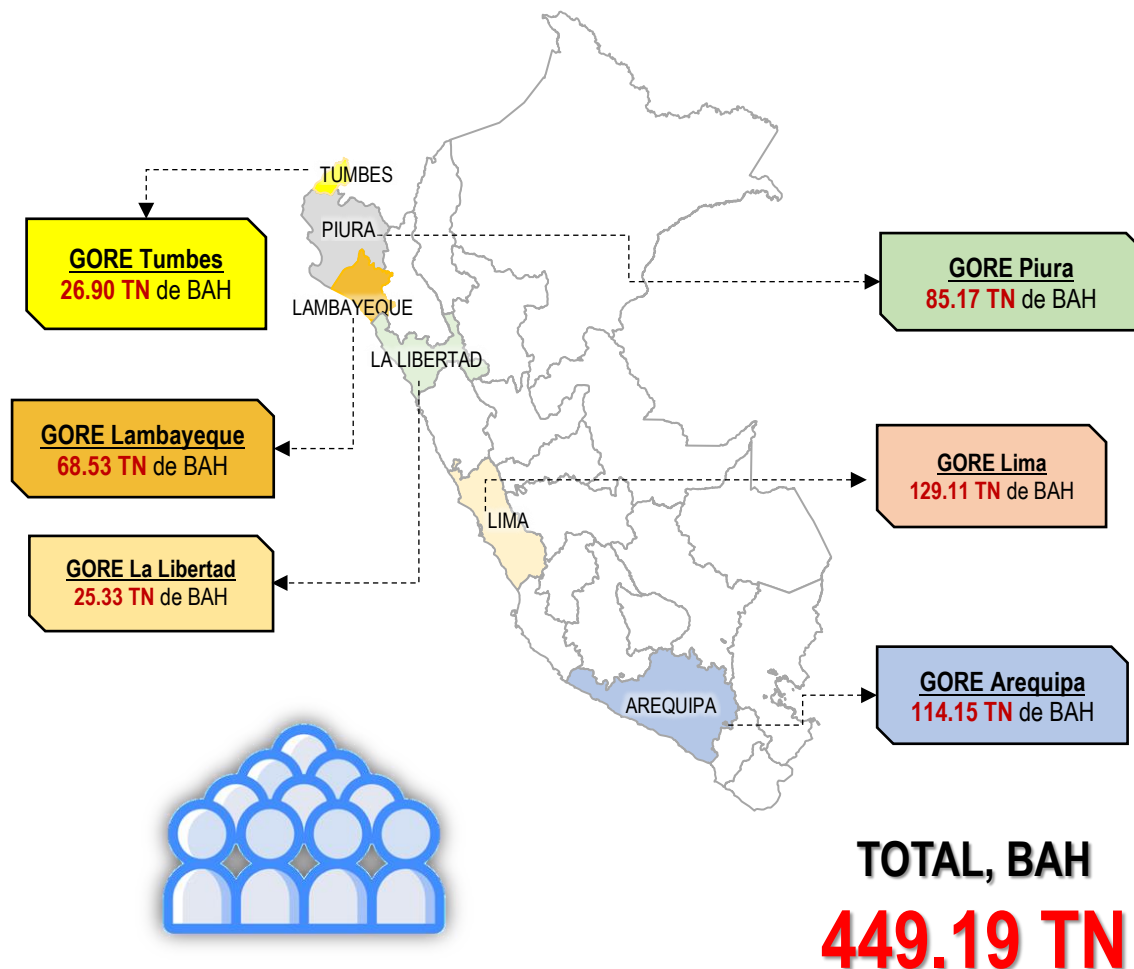 TUMBES
PIURA
LAMBAYEQUE
LA LIBERTAD
LIMA
AREQUIPA
GORE Tumbes
26.90 TN de BAH
GORE Piura
85.17 TN de BAH
GORE Lambayeque
68.53 TN de BAH
GORE Lima
129.11 TN de BAH
GORE La Libertad
25.33 TN de BAH
GORE Arequipa
114.15 TN de BAH
TOTAL, BAH
449.19 TN